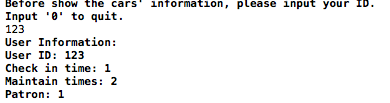 Before show the cars' information, please input your ID.
Input '0' to quit.
123
User Information:
User ID: 123
Check in time: 1
Maintain times: 2
Patron: 1